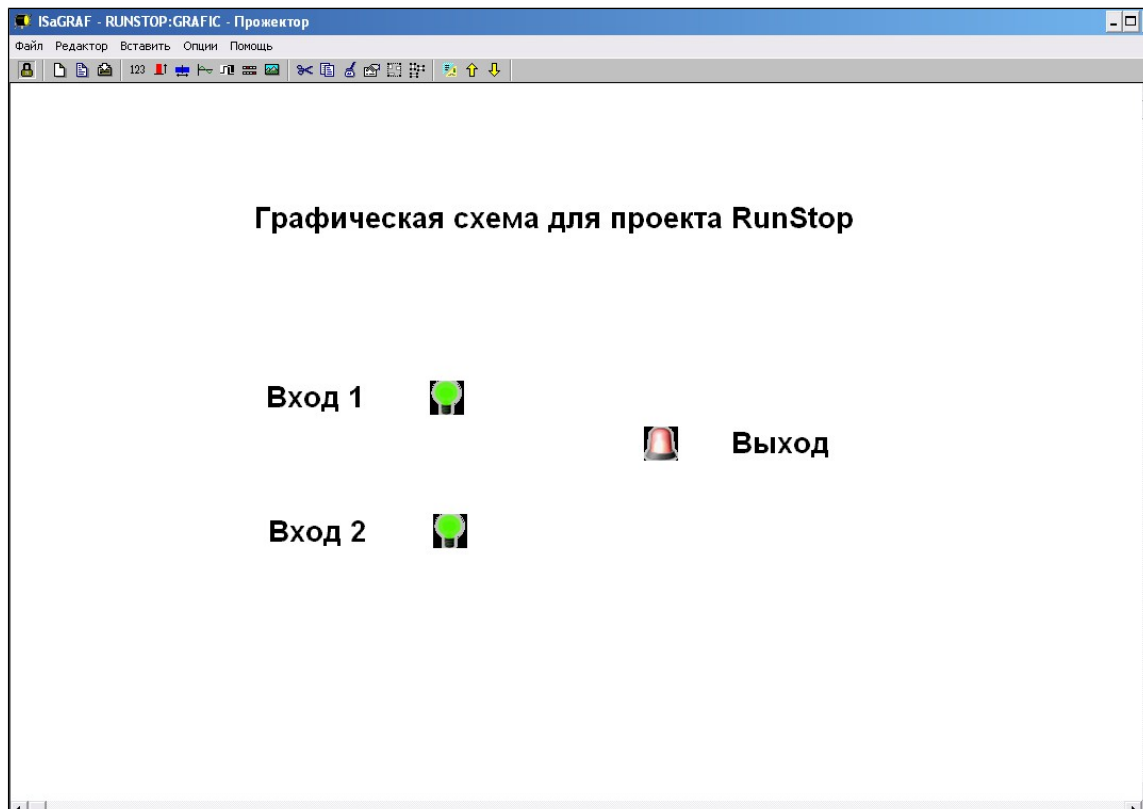 ISaGRAF - RUNSTOP:GRAFIC - Прожектор
Файл Редактор Вставить Опции Помощь
123
Графическая схема для проекта RunStop
Вход 1
Выход
Вход 2